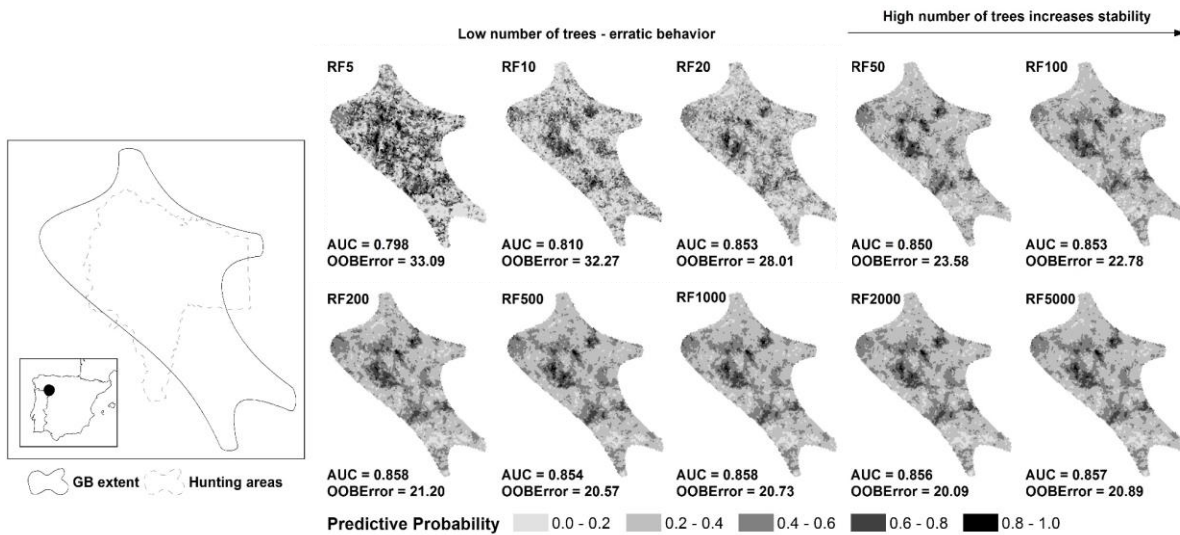 Low number of trees - erratic behavior
High number of trees increases stability
RF5
RF10
RF20
RF50
RF100
AUC = 0.798
OOBError = 33.09
AUC = 0.810
OOBError = 32.27
AUC = 0.853
OOBError = 28.01
AUC = 0.850
OOBError = 23.58
AUC = 0.853
OOBError = 22.78
RF200
RF500
RF1000
RF2000
RF5000
AUC = 0.858
OOBError = 21.20
AUC = 0.854
OOBError = 20.57
AUC = 0.858
OOBError = 20.73
AUC = 0.856
OOBError = 20.09
AUC = 0.857
OOBError = 20.89
GB extent
Hunting areas
Predictive Probability
0.0 - 0.2
0.2 - 0.4
0.4 - 0.6
0.6 - 0.8
0.8 - 1.0